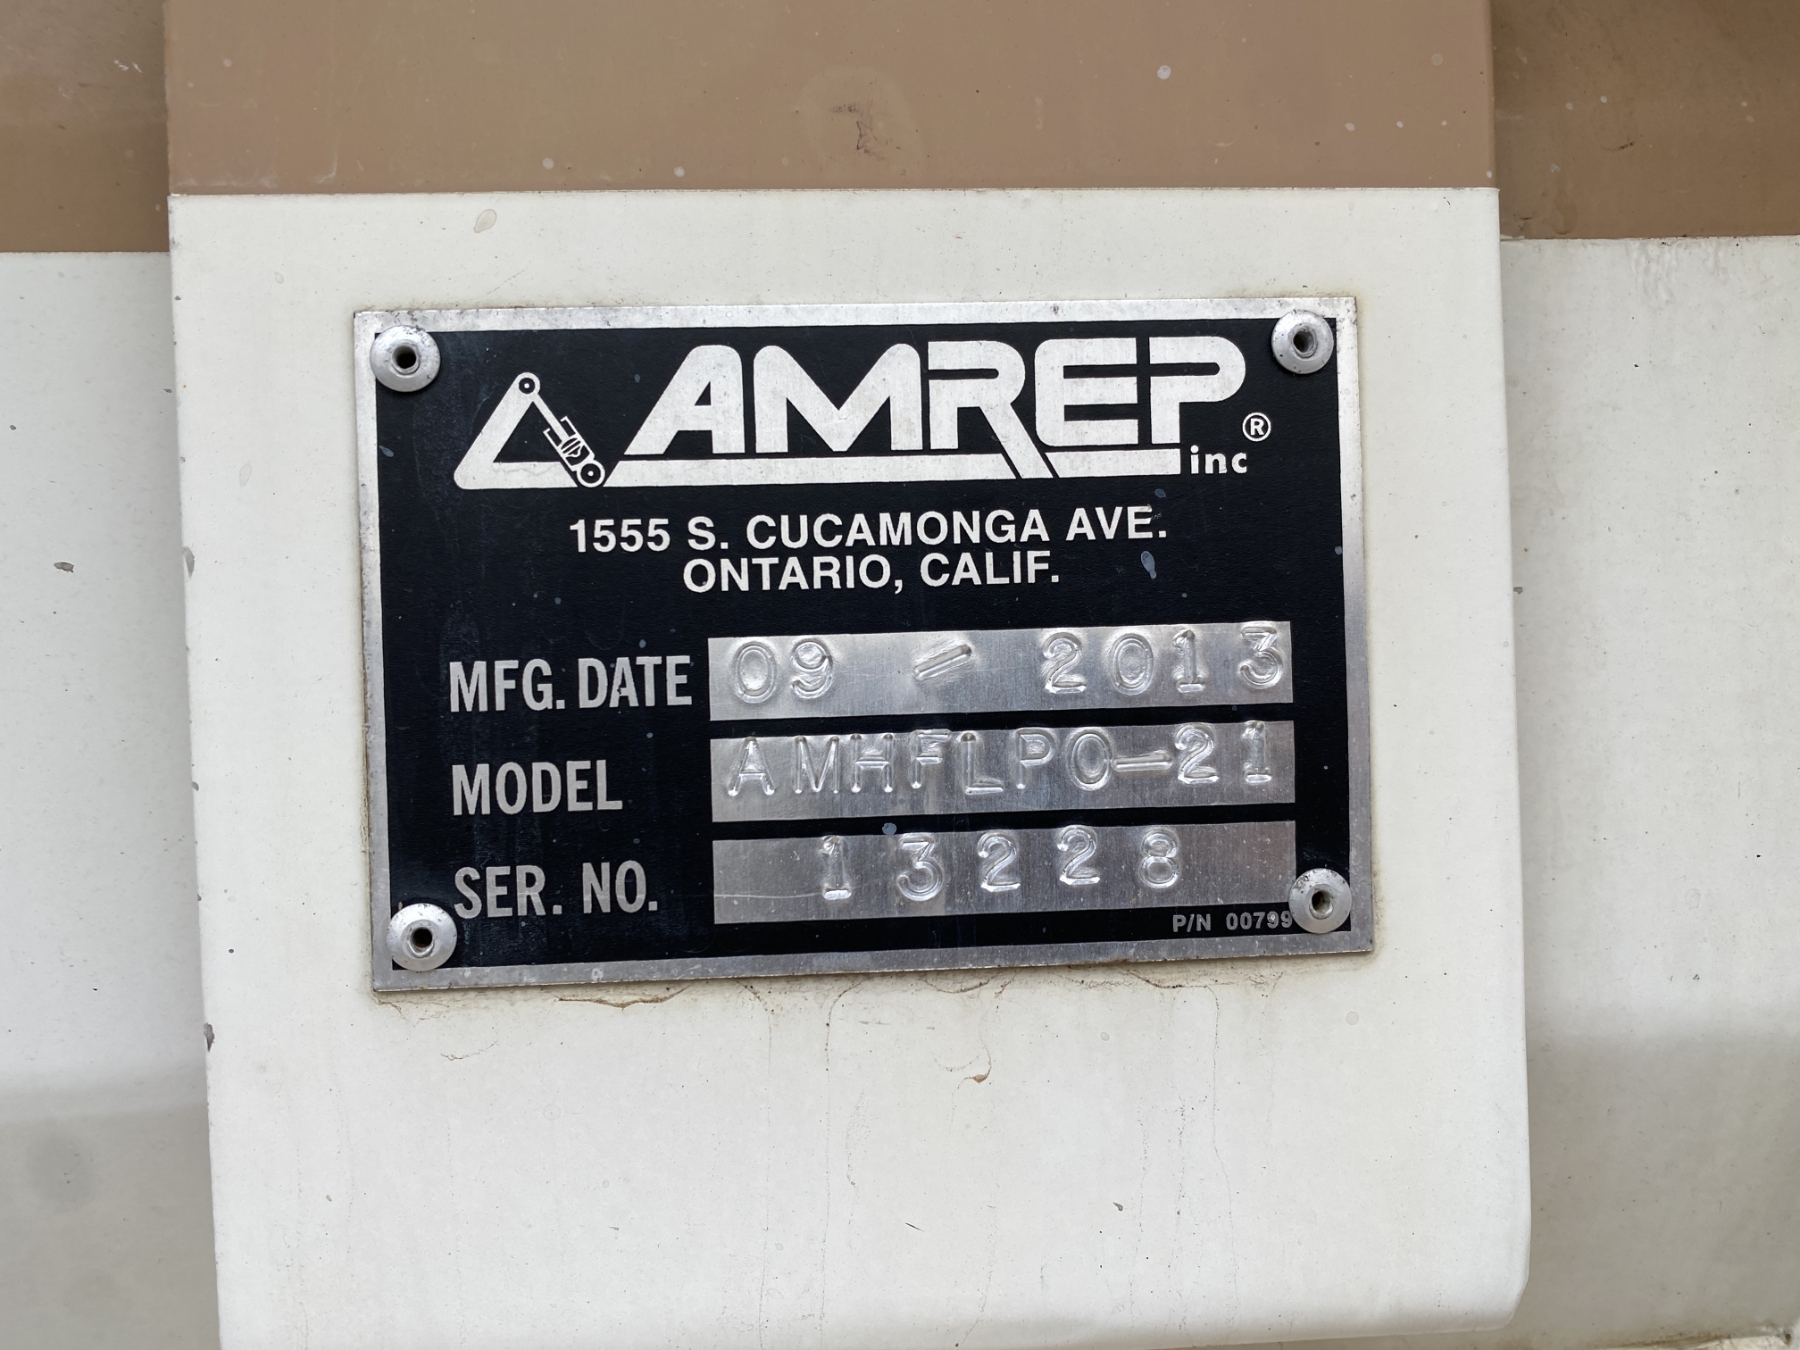 AMREP inc ®
1555 S. CUCAMONGA AVE.
ONTARIO, CALIF.
MFG. DATE 09 - 2013
MODEL AMHFLPO-21
SER. NO. 13228
P/N 00799